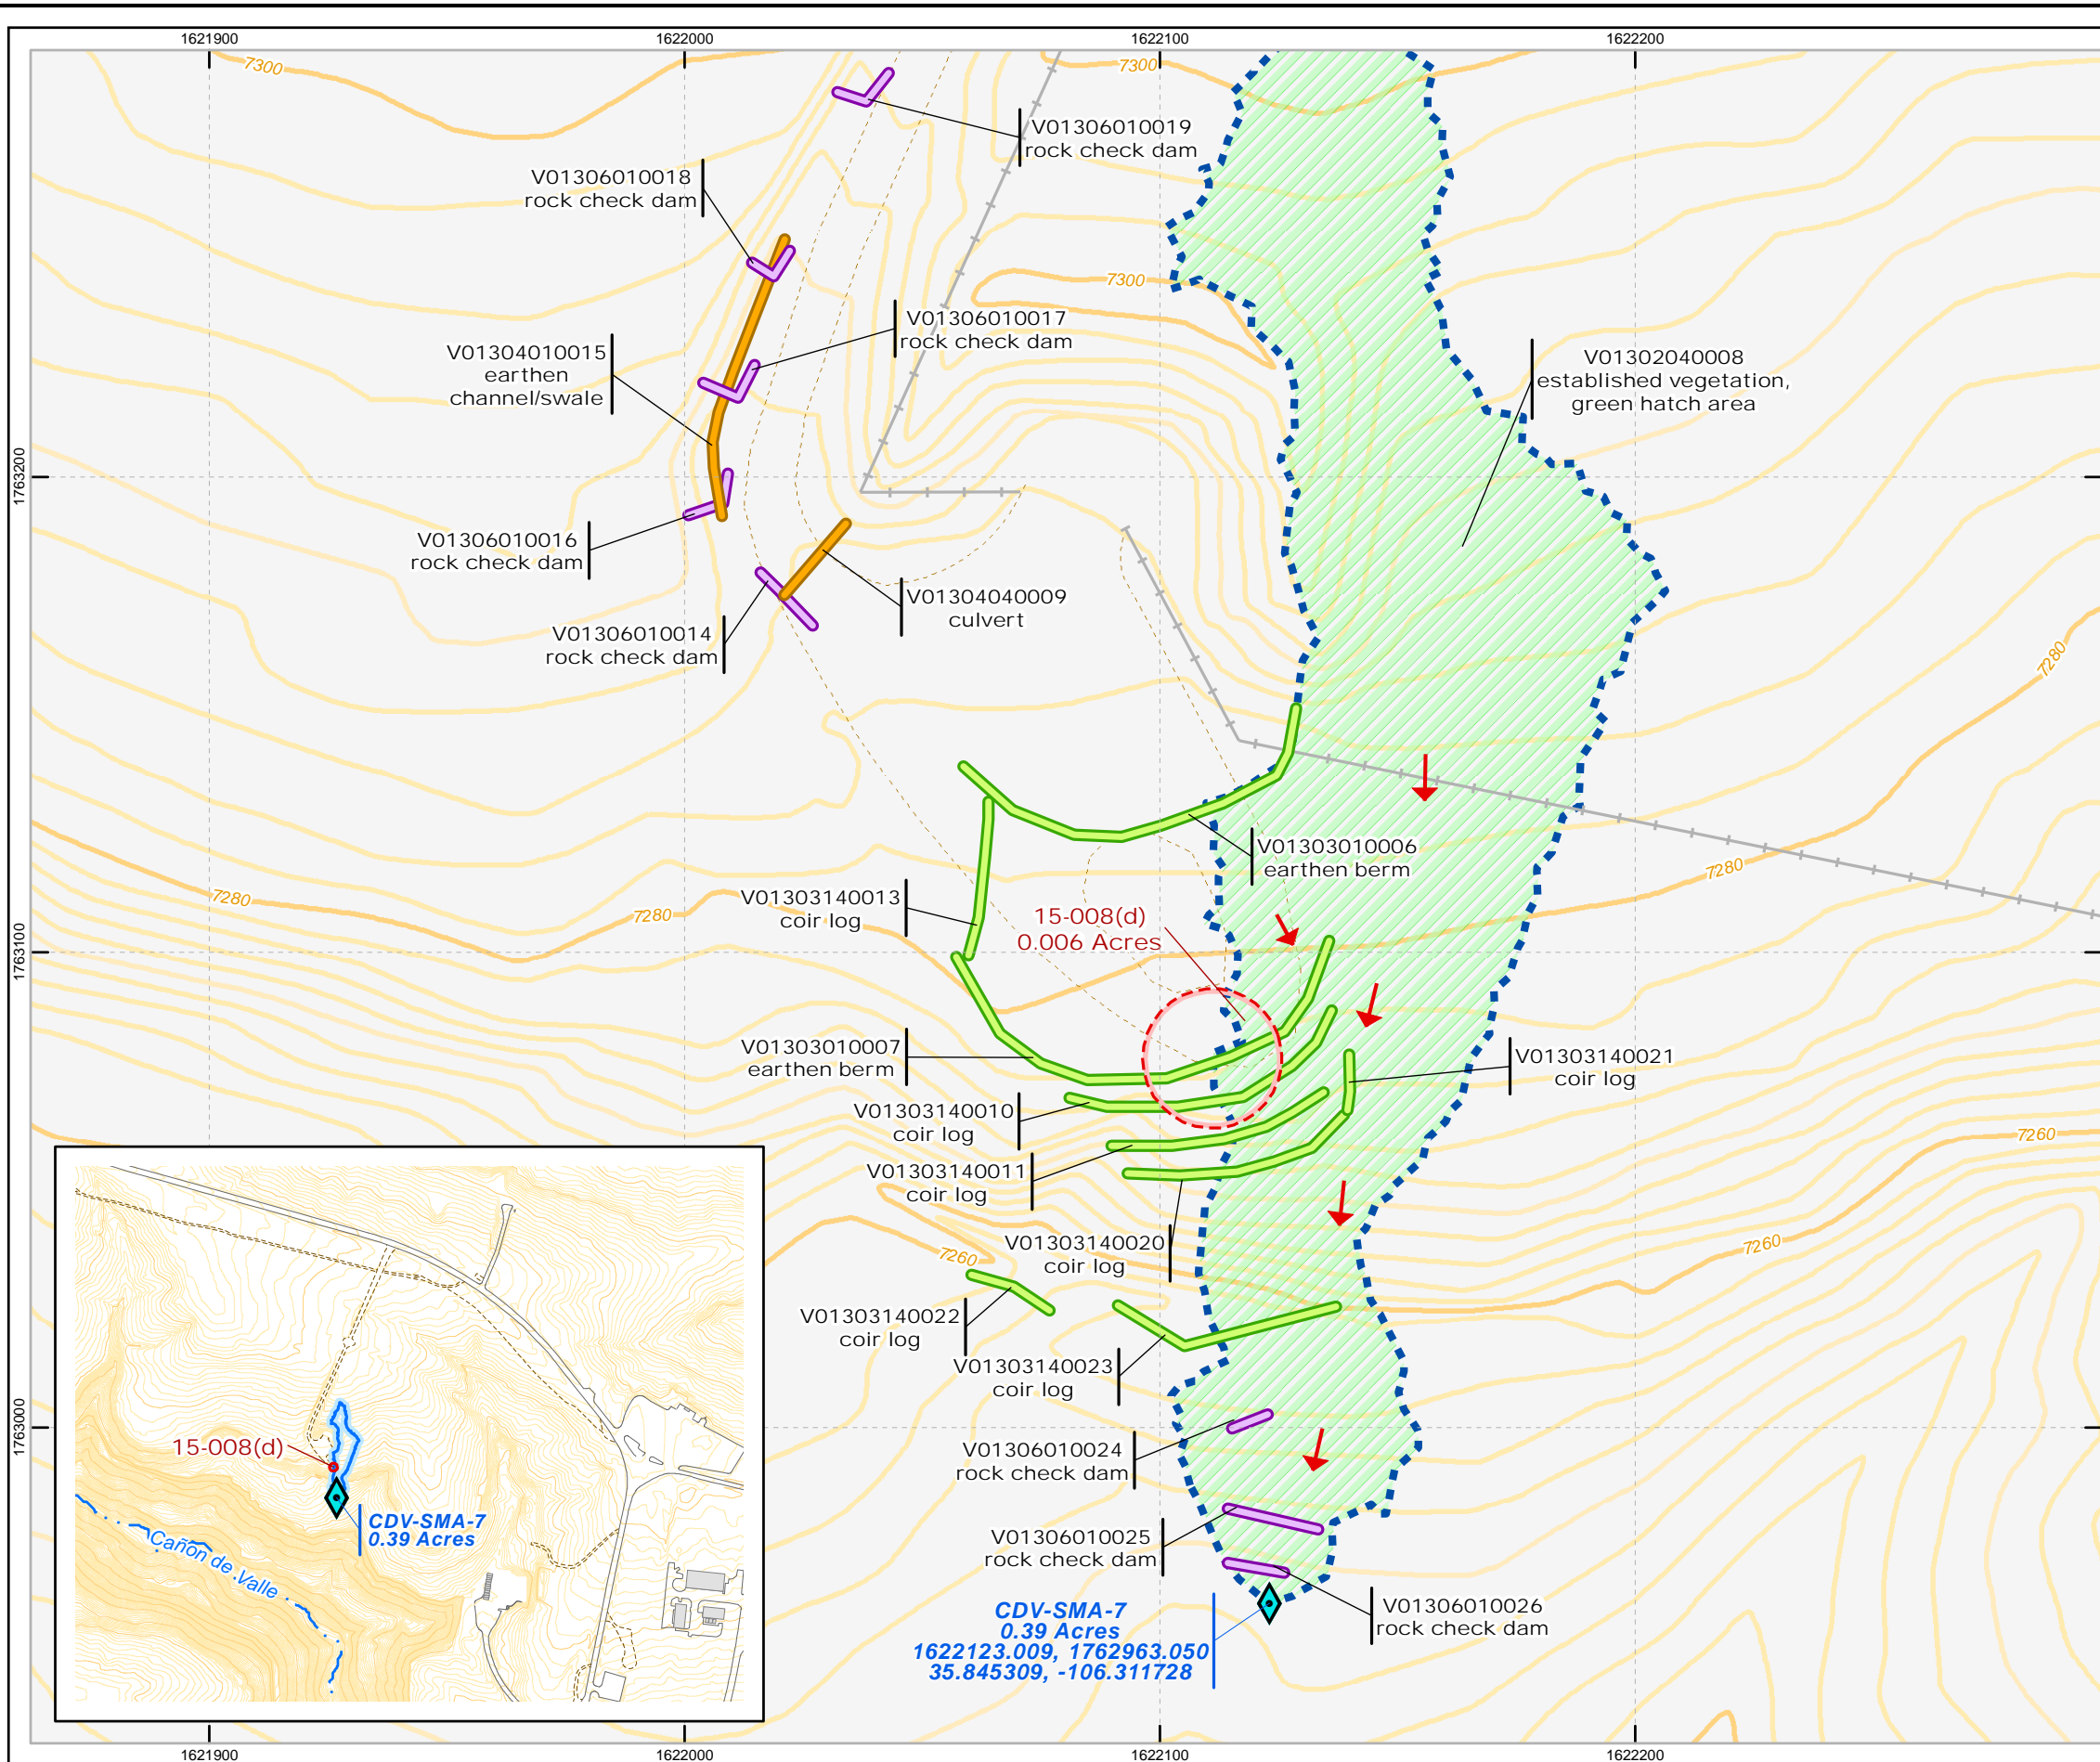 1621900
1622000
1622100
1622200
7300
7300
V01306010019
rock check dam
V01306010018
rock check dam
7300
V01306010017
rock check dam
V01304010015
earthen
channel/swale
V01302040008
established vegetation,
green hatch area
1763200
V01306010016
rock check dam
V01304040009
culvert
V01306010014
rock check dam
7280
V01303010006
earthen berm
7280
7280
7280
V01303140013
coir log
15-008(d)
0.006 Acres
1763100
V01303010007
earthen berm
V01303140021
coir log
V01303140010
coir log
7260
V01303140011
coir log
V01303140020
coir log
7260
7260
V01303140022
coir log
V01303140023
coir log
1763000
V01306010024
rock check dam
V01306010025
rock check dam
V01306010026
rock check dam
CDV-SMA-7
0.39 Acres
1622123.009, 1762963.050
35.845309, -106.311728
15-008(d)
CDV-SMA-7
0.39 Acres
Cañon de Valle
1621900
1622000
1622100
1622200